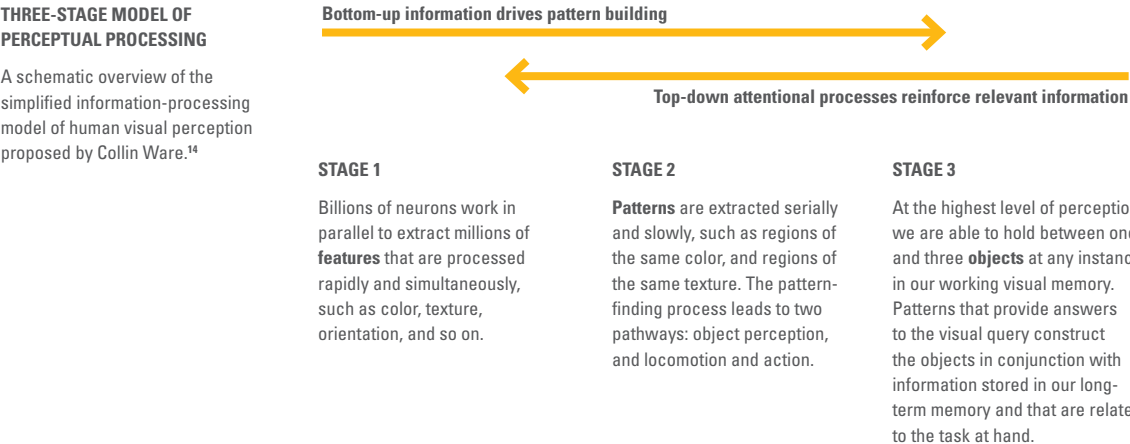 THREE-STAGE MODEL OF
PERCEPTUAL PROCESSING
A schematic overview of the
simplified information-processing
model of human visual perception
proposed by Collin Ware.14
Bottom-up information drives pattern building
Top-down attentional processes reinforce relevant information
STAGE 1
Billions of neurons work in
parallel to extract millions of
features that are processed
rapidly and simultaneously,
such as color, texture,
orientation, and so on.
STAGE 2
Patterns are extracted serially
and slowly, such as regions of
the same color, and regions of
the same texture. The pattern-
finding process leads to two
pathways: object perception,
and locomotion and action.
STAGE 3
At the highest level of
we are able to hold between
and three objects at any
in our working visual memory.
Patterns that provide answers
to the visual query construct
the objects in conjunction with
information stored in our long-
term memory and that are
to the task at hand.